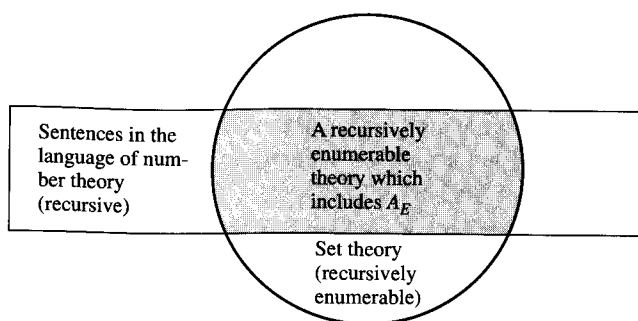 Sentences in the
language of num-
ber theory
(recursive)
A recursively
enumerable
theory which
includes A_E
Set theory
(recursively
enumerable)